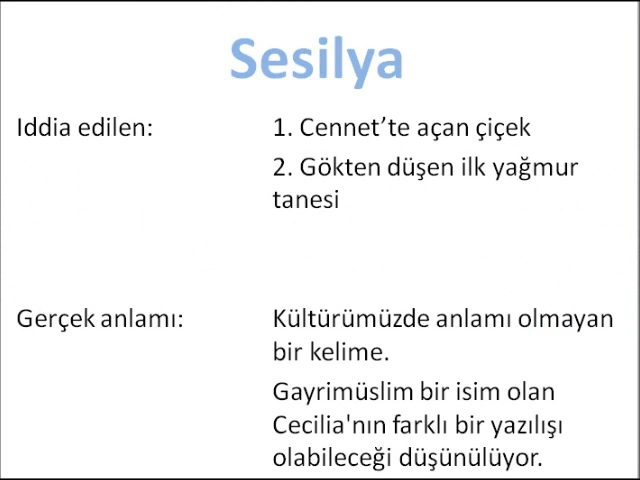 Sesilya
Iddia edilen:
1. Cennet’te açan çiçek
2. Gökten düşen ilk yağmur
tanesi
Gerçek anlamı:
Kültürümüzde anlamı olmayan
bir kelime.
Gayrimüslim bir isim olan
Cecilia'nın farklı bir yazılışı
olabileceği düşünülüyor.